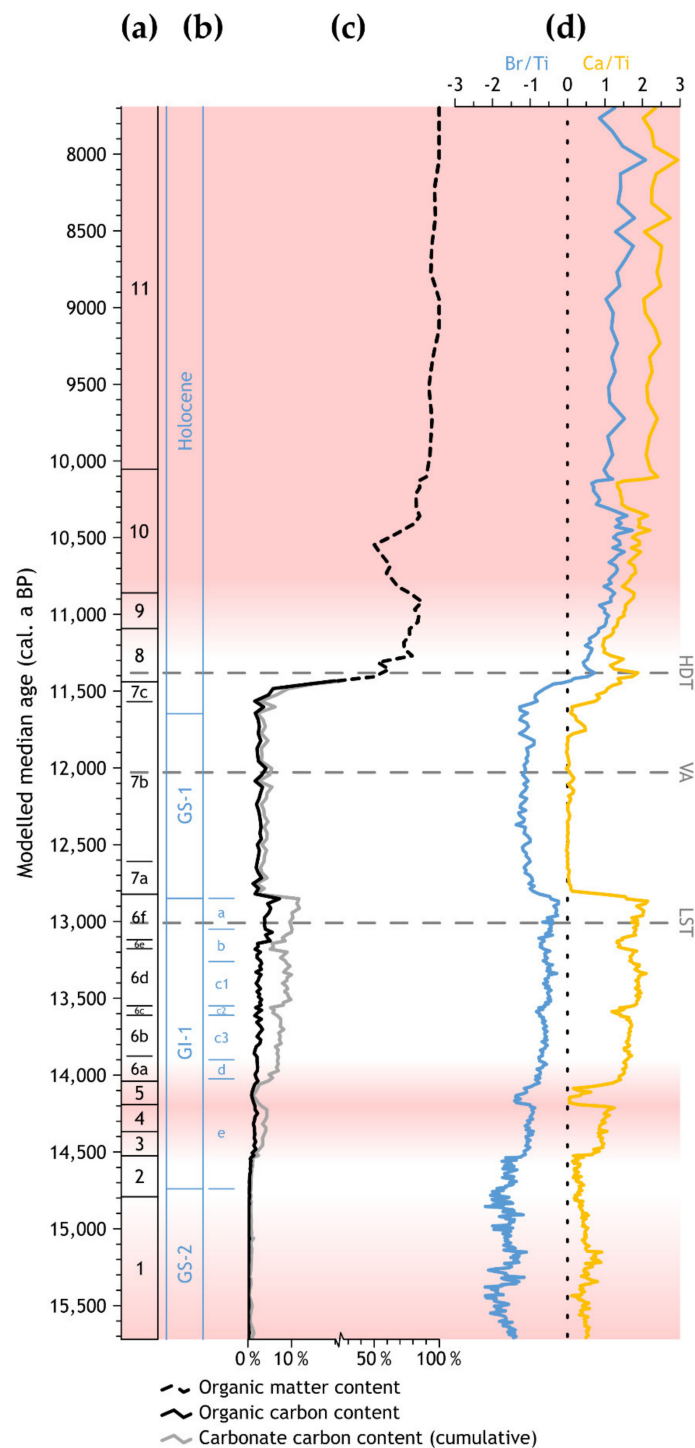 (a) (b) (c) (d)
Br/Ti Ca/Ti
-3 -2 -1 0 1 2 3
Modelled median age (cal. a BP)
8000
8500
9000
9500
10,000
10,500
11,000
11,500
12,000
12,500
13,000
13,500
14,000
14,500
15,000
15,500
11
10
9
8
7c
7b
7a
6f
6e
6d
6c
6b
6a
5
4
3
2
1
Holocene
GS-1
GI-1
GS-2
a
b
c1
c2
c3
d
e
HDT
VA
LST
0 % 10 % 50 % 100 %
Organic matter content
Organic carbon content
Carbonate carbon content (cumulative)